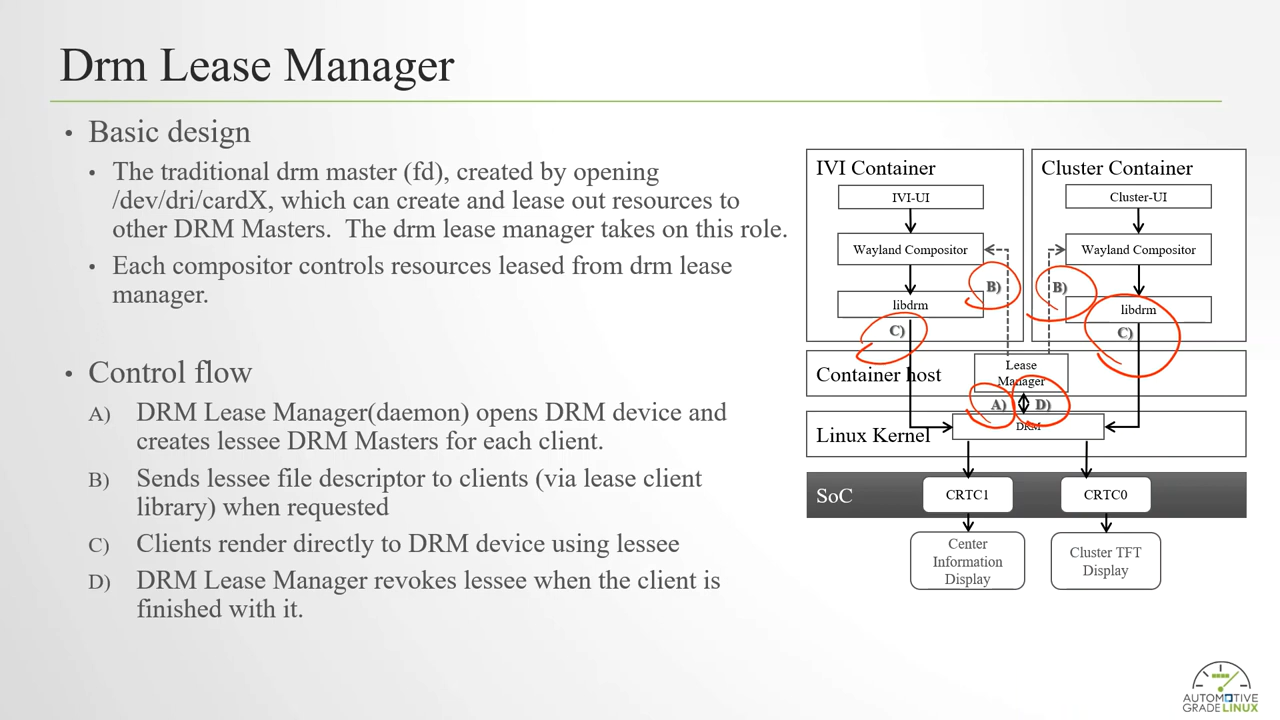 Drm Lease Manager
• Basic design
• The traditional drm master (fd), created by opening
/dev/dri/cardX, which can create and lease out resources to
other DRM Masters. The drm lease manager takes on this role.
• Each compositor controls resources leased from drm lease
manager.
• Control flow
A) DRM Lease Manager(daemon) opens DRM device and
creates lessee DRM Masters for each client.
B) Sends lessee file descriptor to clients (via lease client
library) when requested
C) Clients render directly to DRM device using lessee
D) DRM Lease Manager revokes lessee when the client is
finished with it.
IVI Container
IVI-UI
Wayland Compositor
B)
libdrm
C)
Cluster Container
Cluster-UI
Wayland Compositor
B)
libdrm
C)
Container host
Lease
Manager
A)
D)
Linux Kernel
DRM
SoC
CRTC1
CRTC0
Center
Information
Display
Cluster TFT
Display
AUTOMOTIVE
GRADE LINUX